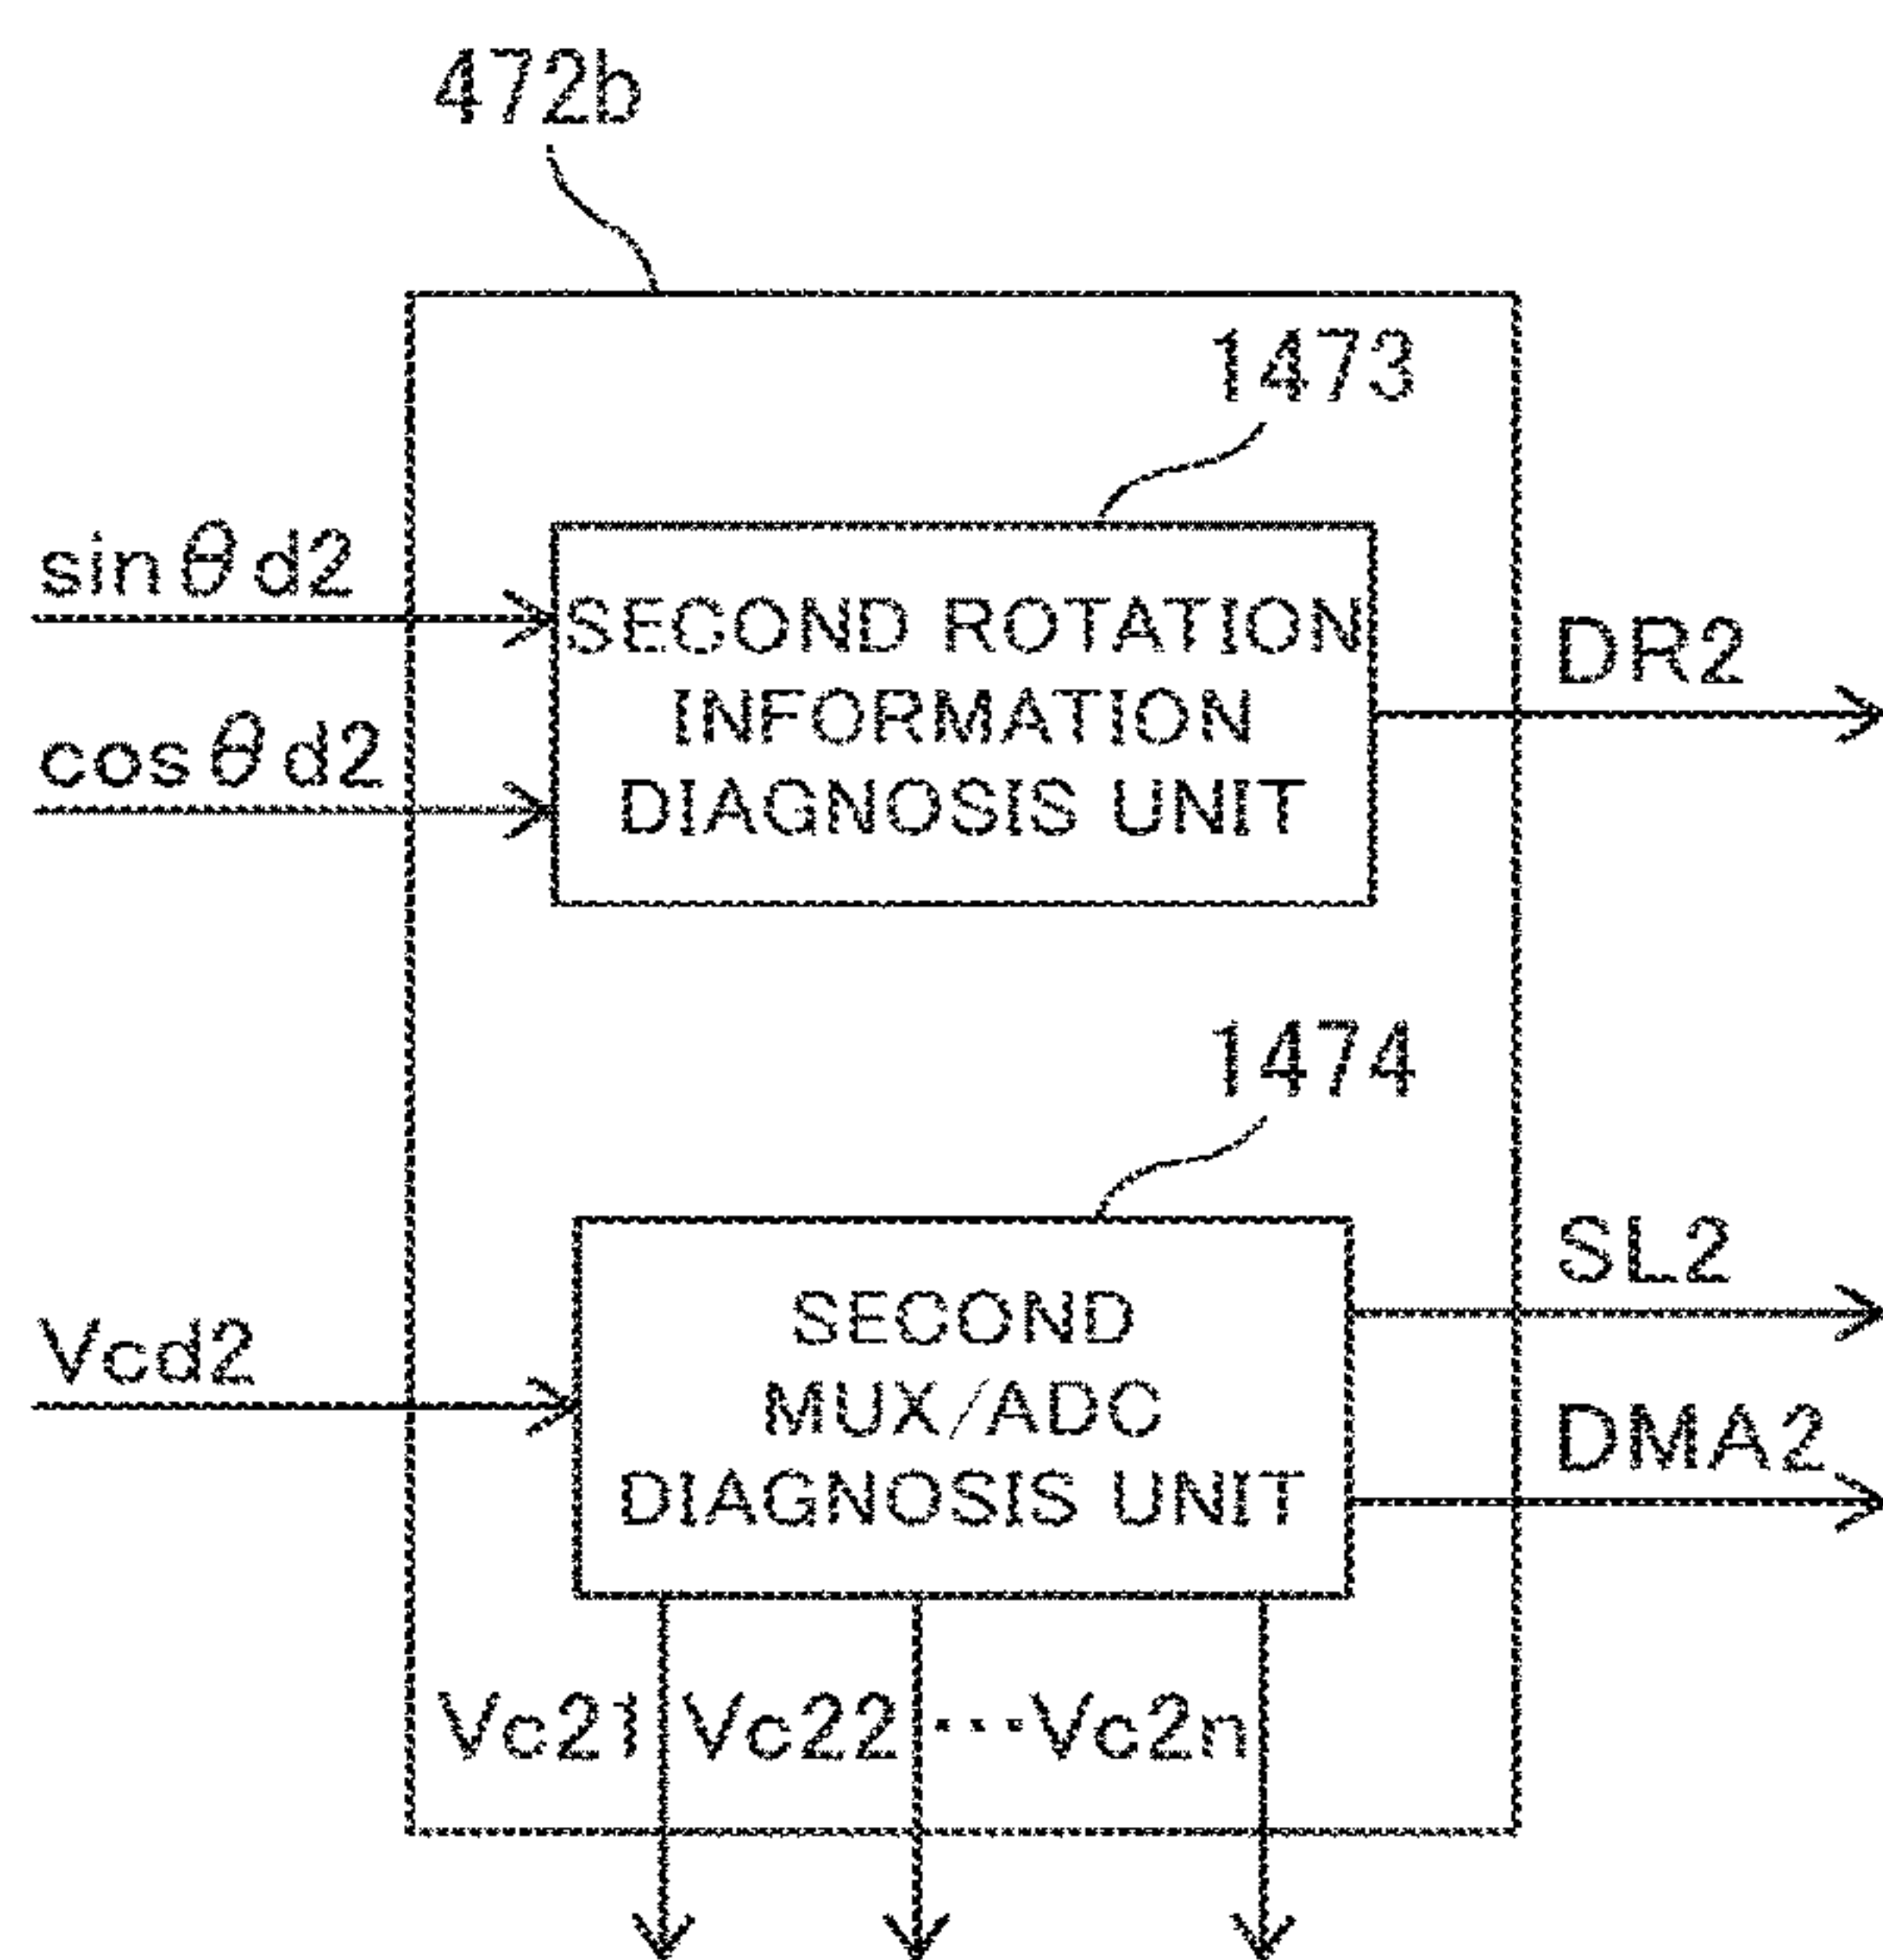 472b
1473
sinθd2
SECOND ROTATION
INFORMATION
DIAGNOSIS UNIT
DR2
cosθd2
1474
SL2
Vcd2
SECOND
MUX/ADC
DIAGNOSIS UNIT
DMA2
Vc21 Vc22 ···Vc2n